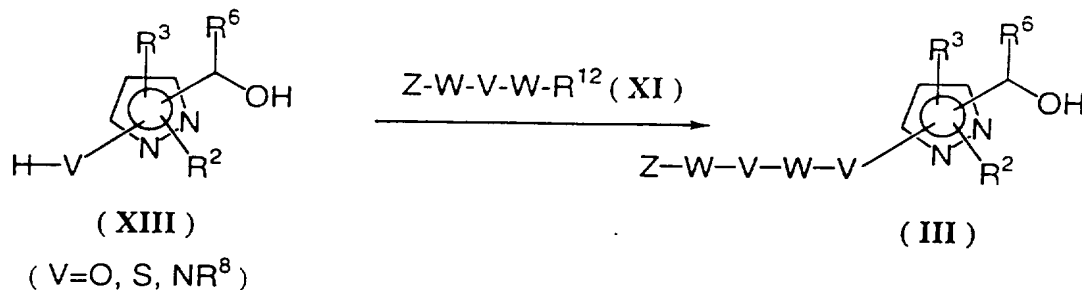 R⁶
R³
OH
N
N
H—V
R²
(XIII)
(V=O, S, NR⁸)
Z-W-V-W-R¹² (XI)
R⁶
R³
OH
N
N
Z—W—V—W—V
R²
(III)